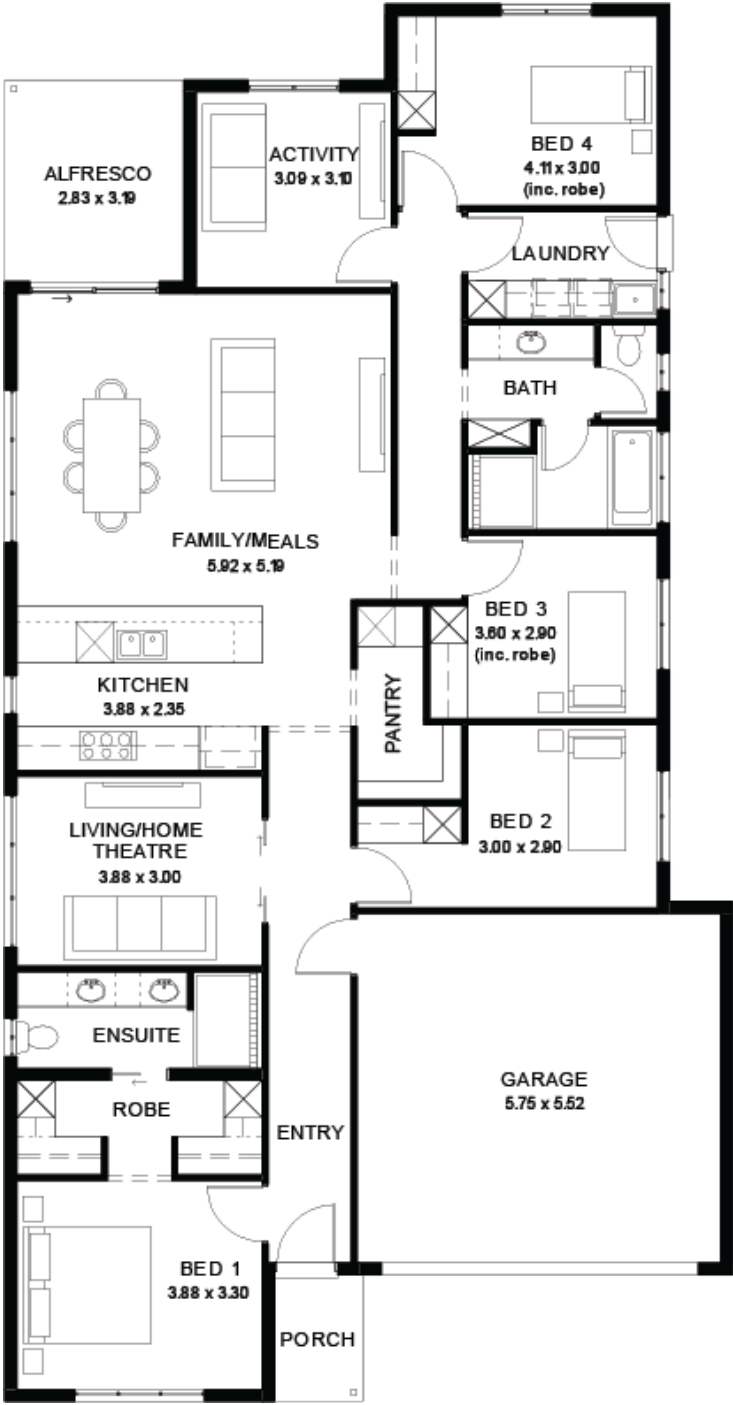 BED 4
4.11 x 3.00
(inc. robe)
ACTIVITY
3.09 x 3.10
ALFRESCO
2.83 x 3.19
LAUNDRY
BATH
FAMILY/MEALS
5.92 x 5.19
BED 3
3.60 x 2.90
(inc. robe)
KITCHEN
3.88 x 2.35
PANTRY
LIVING/HOME
THEATRE
3.88 x 3.00
BED 2
3.00 x 2.90
ENSUITE
ROBE
GARAGE
5.75 x 5.52
ENTRY
BED 1
3.88 x 3.30
PORCH